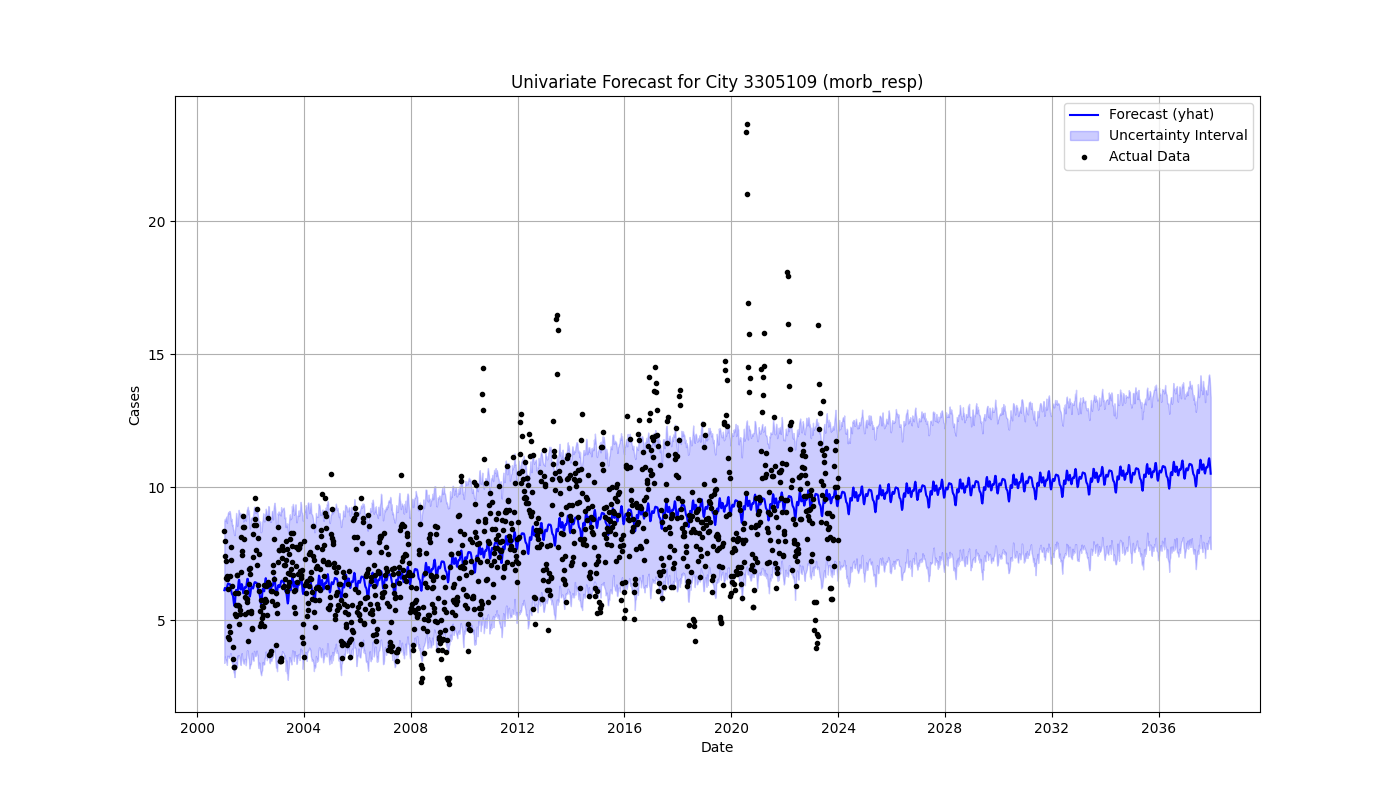 Univariate Forecast for City 3305109 (morb_resp)
Forecast (yhat)
Uncertainty Interval
Actual Data
Cases
20
15
10
5
2000 2004 2008 2012 2016 2020 2024 2028 2032 2036
Date